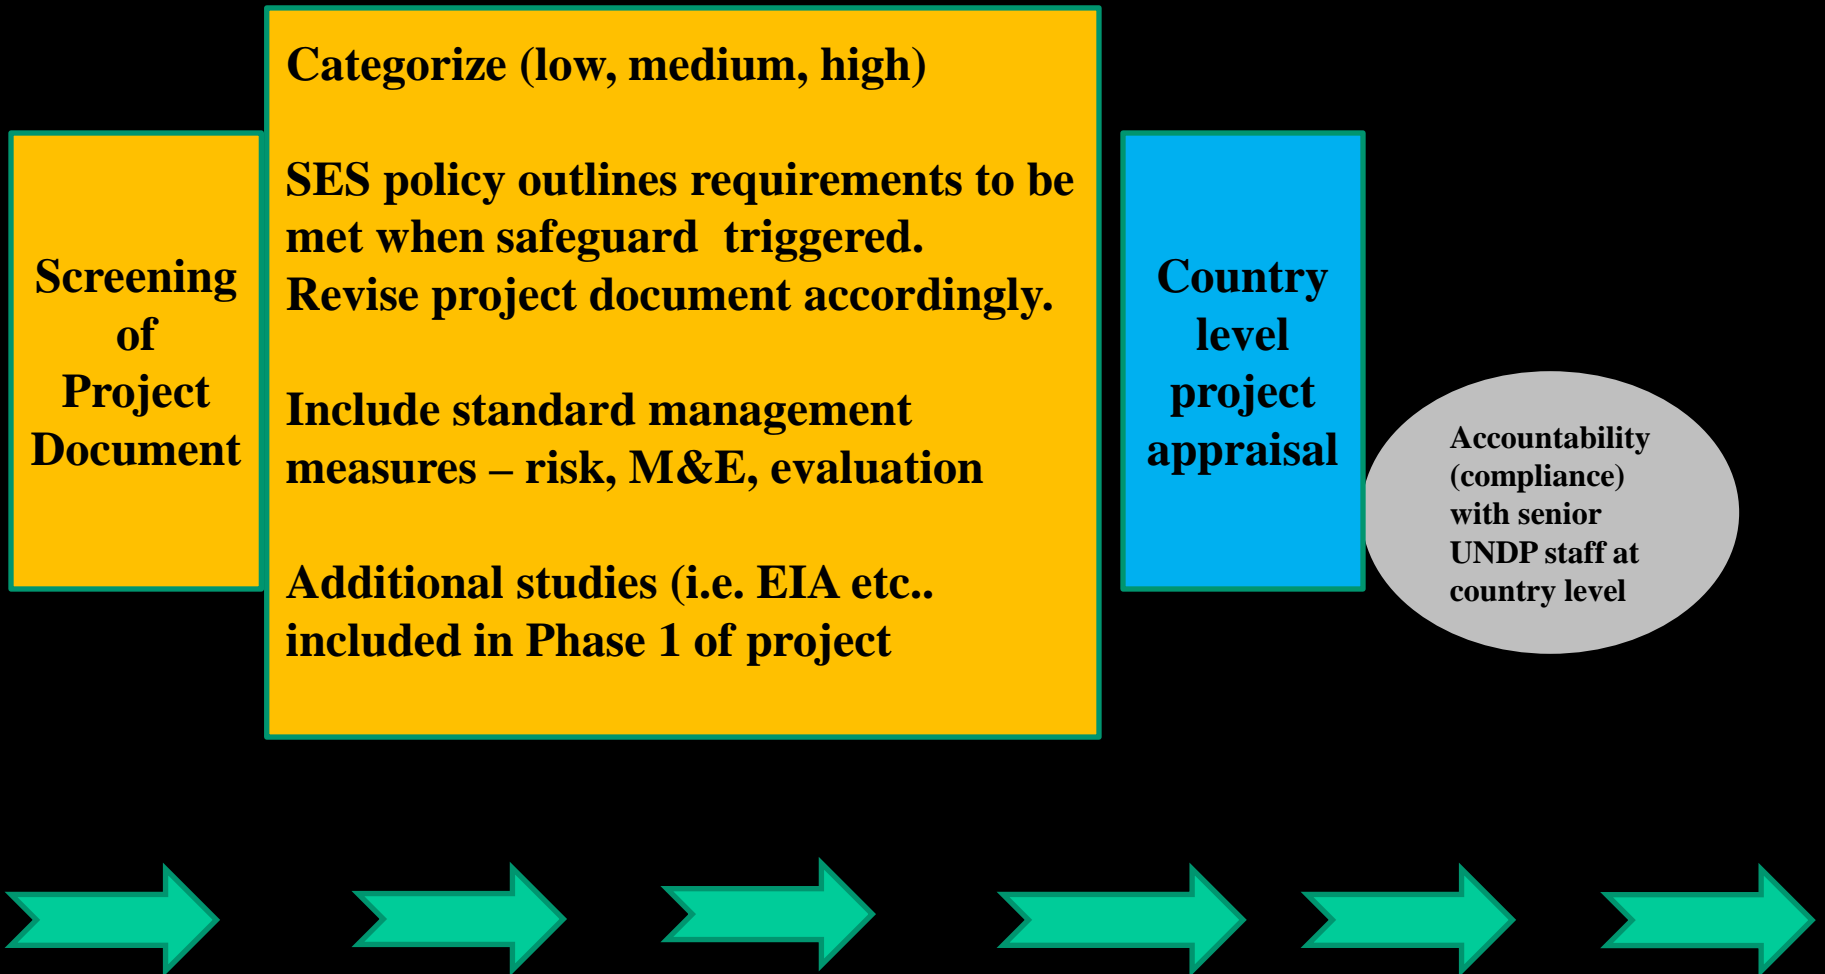 Screening
of
Project
Document
Categorize (low, medium, high)
SES policy outlines requirements to be
met when safeguard  triggered.
Revise project document accordingly.
Include standard management
measures – risk, M&E, evaluation
Additional studies (i.e. EIA etc..
included in Phase 1 of project
Country
level
project
appraisal
Accountability
(compliance)
with senior
UNDP staff at
country level